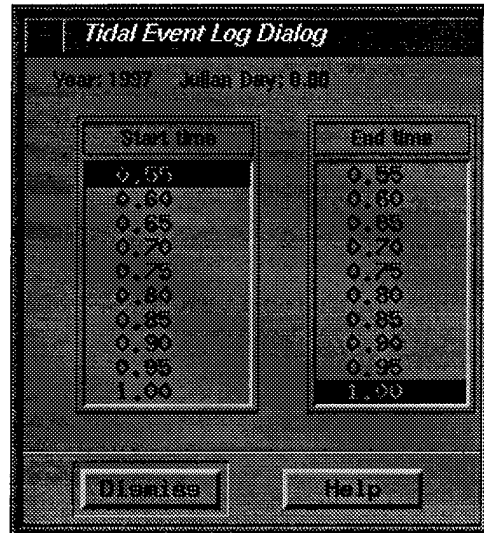 Tidal Event Log Dialog
Year: 1997 Julian Day: 0.00
Start time End time
0.55 0.55
0.60 0.60
0.65 0.65
0.70 0.70
0.75 0.75
0.80 0.80
0.85 0.85
0.90 0.90
0.95 0.95
1.00 1.00
Dismiss Help